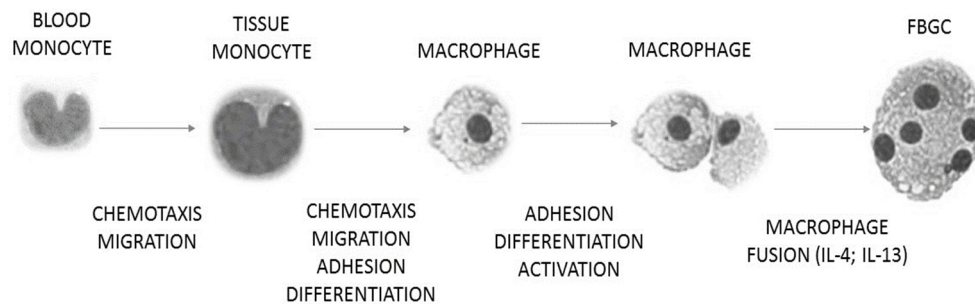 BLOOD
MONOCYTE
TISSUE
MONOCYTE
MACROPHAGE
MACROPHAGE
FBGC
CHEMOTAXIS
MIGRATION
CHEMOTAXIS
MIGRATION
ADHESION
DIFFERENTIATION
ADHESION
DIFFERENTIATION
ACTIVATION
MACROPHAGE
FUSION (IL-4; IL-13)